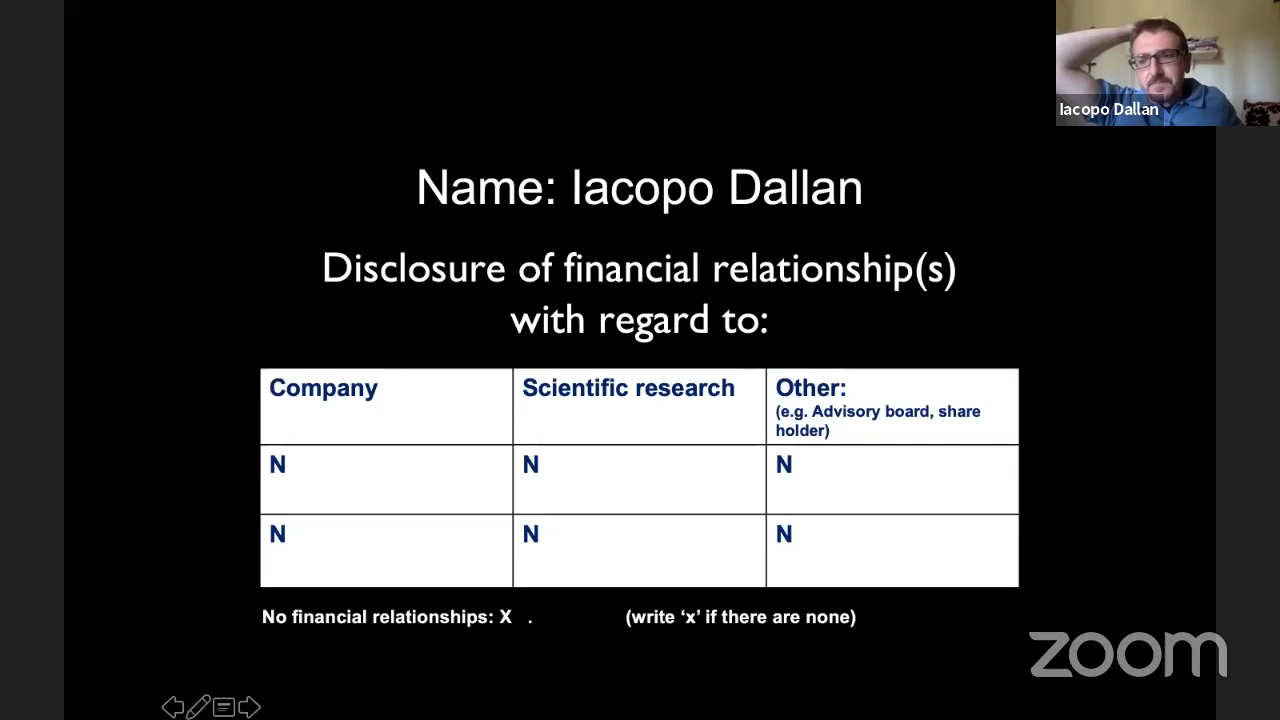 Iacopo Dallan
Name: Iacopo Dallan
Disclosure of financial relationship(s)
with regard to:
Company Scientific research Other:
(e.g. Advisory board, share
holder)
N N N
N N N
No financial relationships: X . (write ‘x’ if there are none)
zoom